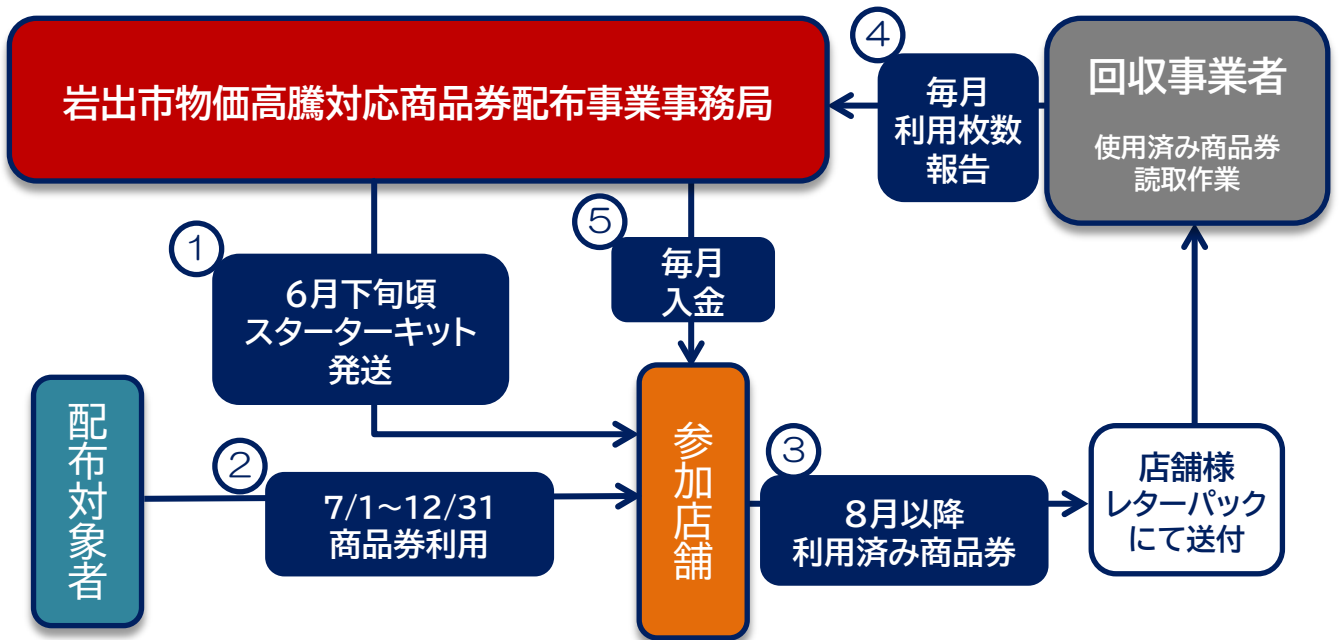 岩出市物価高騰対応商品券配布事業事務局
④
毎月
利用枚数
報告
回収事業者
使用済み商品券
読取作業
①
6月下旬頃
スターターキット
発送
⑤
毎月
入金
配布対象者
②
7/1~12/31
商品券利用
参加店舗
③
8月以降
利用済み商品券
店舗様
レターパック
にて送付